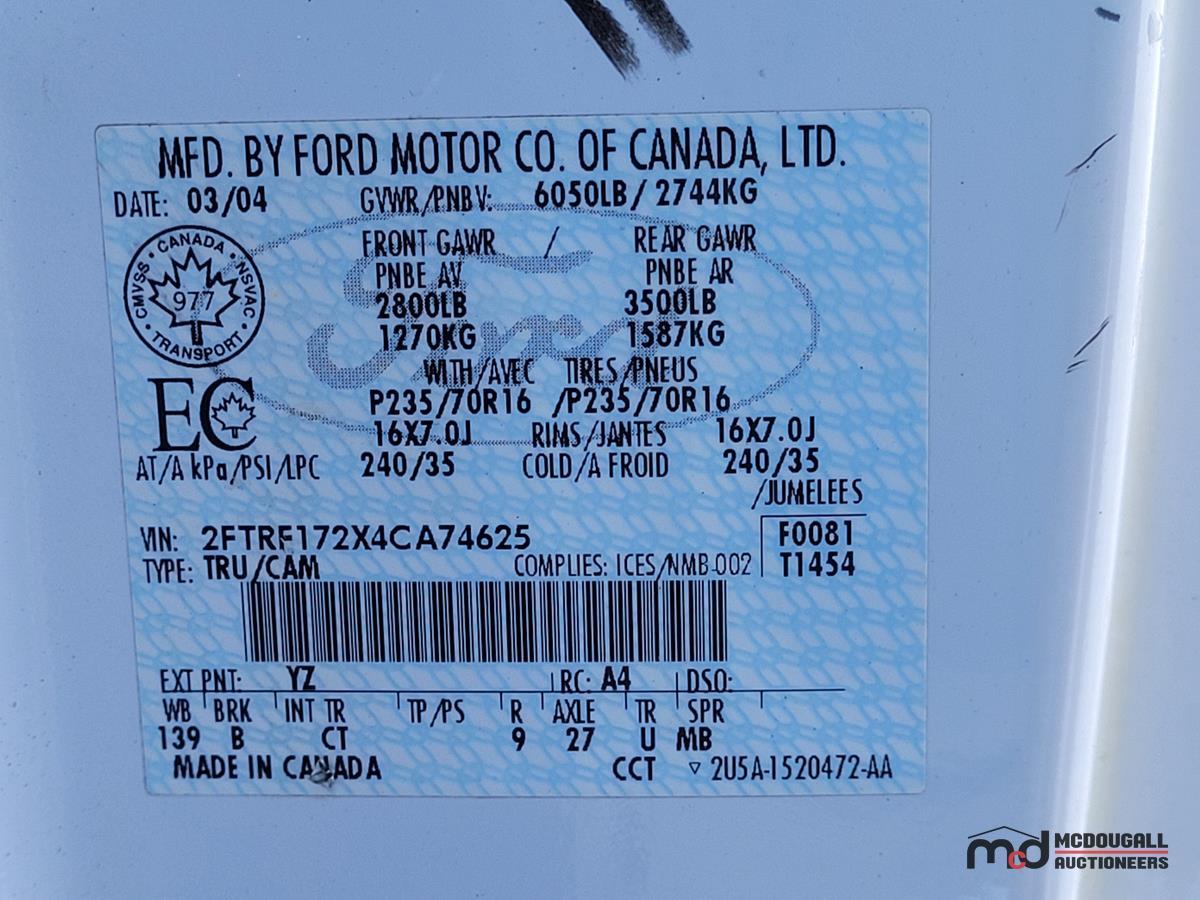 MFD. BY FORD MOTOR CO. OF CANADA, LTD.
DATE: 03/04 GVWR/PNBV: 6050LB/ 2744KG
FRONT GAWR / REAR GAWR
PNBE AV PNBE AR
2800LB 3500LB
1270KG 1587KG
WITH/AVEC TIRES/PNEUS
P235/70R16 /P235/70R16
16X7.0J RIMS/JANTES 16X7.0J
AT/A kPa/PSI/LPC 240/35 COLD/A FROID 240/35
/JUMELEES
CANADA · NSVAC · TRANSPORT · CMVSS ·
977
EC
Ford
VIN: 2FTRF172X4CA74625 F0081
TYPE: TRU/CAM COMPLIES: ICES/NMB-002 T1454
EXT PNT: YZ RC: A4 DSO:
WB BRK INT TR TP/PS R AXLE TR SPR
139 B CT 9 27 U MB
MADE IN CANADA CCT ▽ 2U5A-1520472-AA
mcd MCDOUGALL
AUCTIONEERS